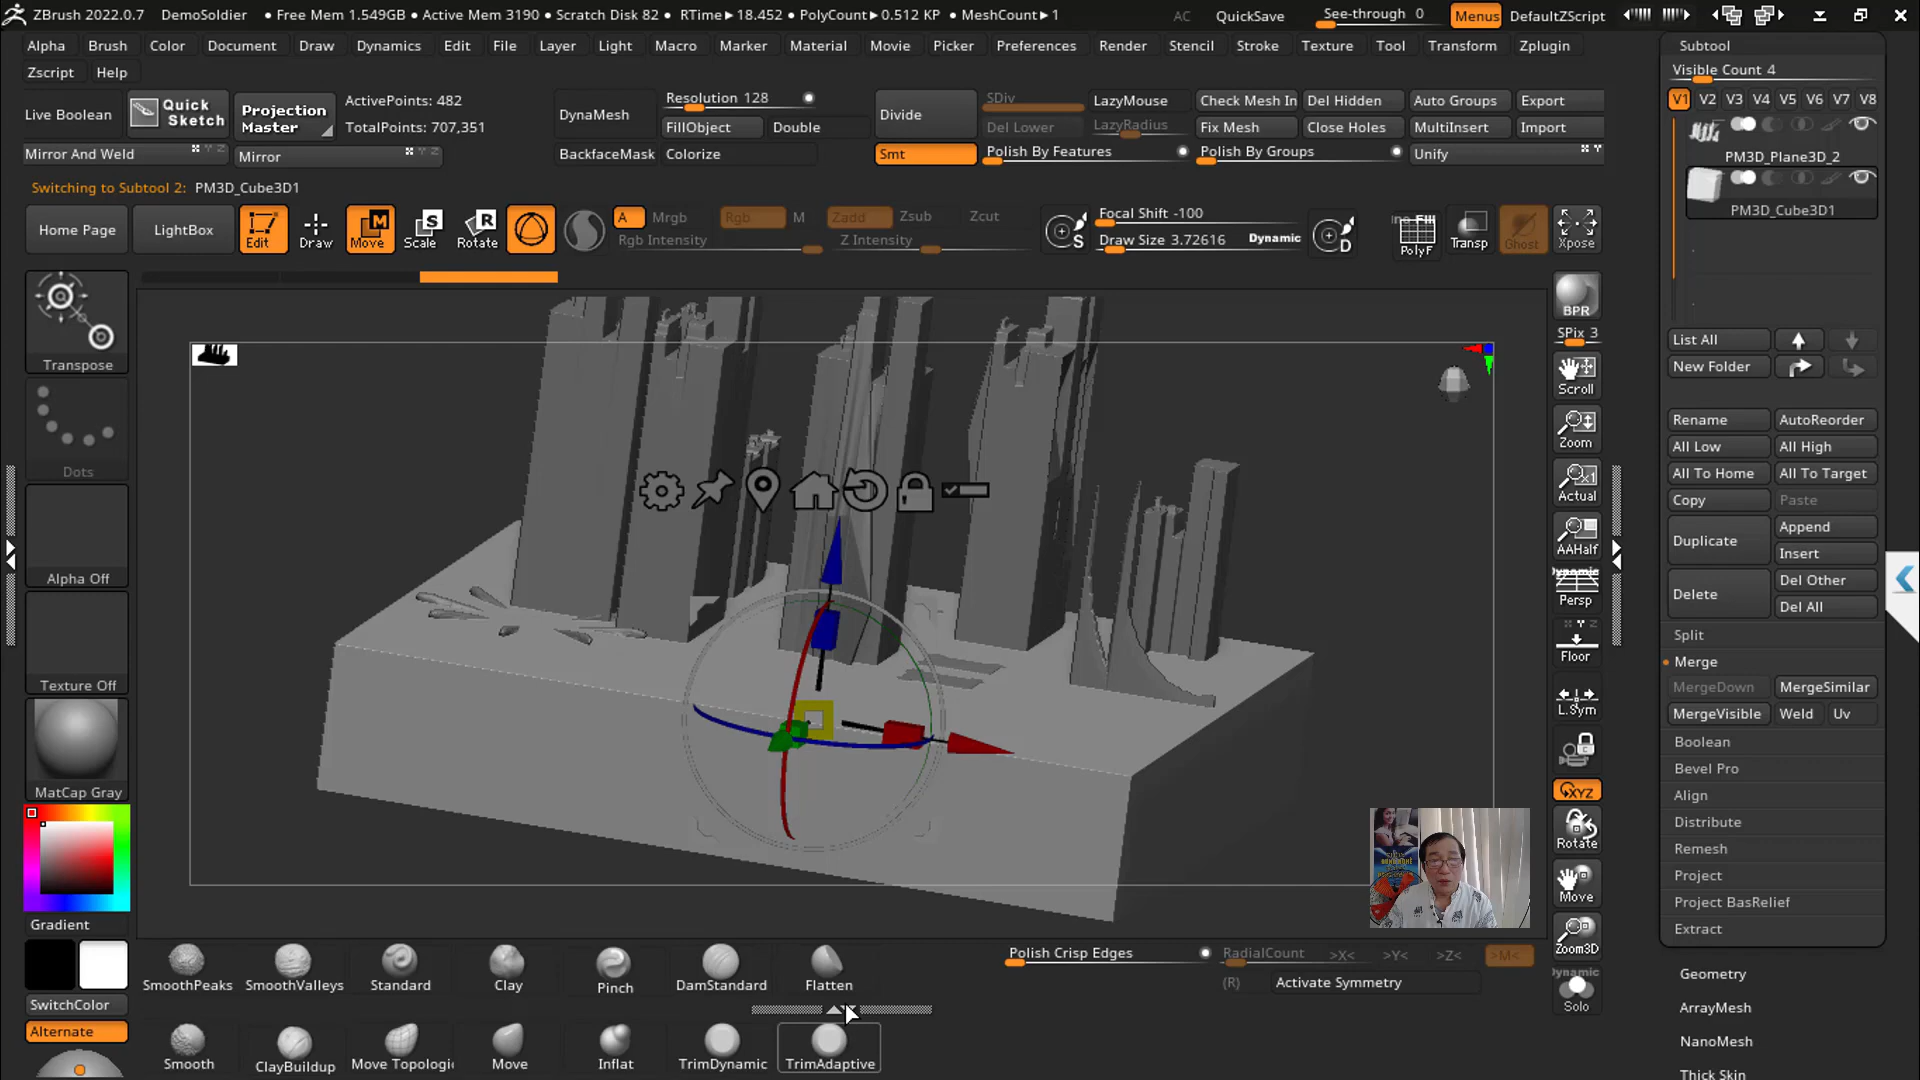 ZBrush 2022.0.7 DemoSoldier • Free Mem 1.549GB • Active Mem 3190 • Scratch Disk 82 • RTime▶18.452 • PolyCount▶0.512 KP • MeshCount▶1 AC QuickSave See-through 0 Menus DefaultZScript
Alpha Brush Color Document Draw Dynamics Edit File Layer Light Macro Marker Material Movie Picker Preferences Render Stencil Stroke Texture Tool Transform Zplugin
Zscript Help
Live Boolean
Quick Sketch
Projection Master
ActivePoints: 482
TotalPoints: 707,351
Mirror And Weld
Mirror
DynaMesh
Resolution 128
FillObject Double
BackfaceMask Colorize
Divide
Smt
SDiv
Del Lower
LazyMouse
LazyRadius
Polish By Features
Check Mesh In Del Hidden Auto Groups Export
Fix Mesh Close Holes MultiInsert Import
Polish By Groups Unify
Switching to Subtool 2: PM3D_Cube3D1
Home Page LightBox Edit Draw Move Scale Rotate
A Mrgb Rgb M Zadd Zsub Zcut
Rgb Intensity Z Intensity
S
Focal Shift -100
Draw Size 3.72616 Dynamic
D
Fill
PolyF
Transp
Ghost
Xpose
Transpose
Dots
Alpha Off
Texture Off
MatCap Gray
Gradient
SwitchColor
Alternate
BPR
SPix 3
Scroll
Zoom
Actual
AAHalf
Dynamic
Persp
Floor
L.Sym
XYZ
Rotate
Move
Zoom3D
Dynamic
Solo
SmoothPeaks SmoothValleys Standard Clay Pinch DamStandard Flatten
Smooth ClayBuildup Move Topologic Move Inflat TrimDynamic TrimAdaptive
Polish Crisp Edges
RadialCount >X< >Y< >Z< >M<
(R) Activate Symmetry
Subtool
Visible Count 4
V1 V2 V3 V4 V5 V6 V7 V8
PM3D_Plane3D_2
PM3D_Cube3D1
List All
New Folder
Rename AutoReorder
All Low All High
All To Home All To Target
Copy Paste
Duplicate Append
Insert
Delete Del Other
Del All
Split
Merge
MergeDown MergeSimilar
MergeVisible Weld Uv
Boolean
Bevel Pro
Align
Distribute
Remesh
Project
Project BasRelief
Extract
Geometry
ArrayMesh
NanoMesh
Thick Skin